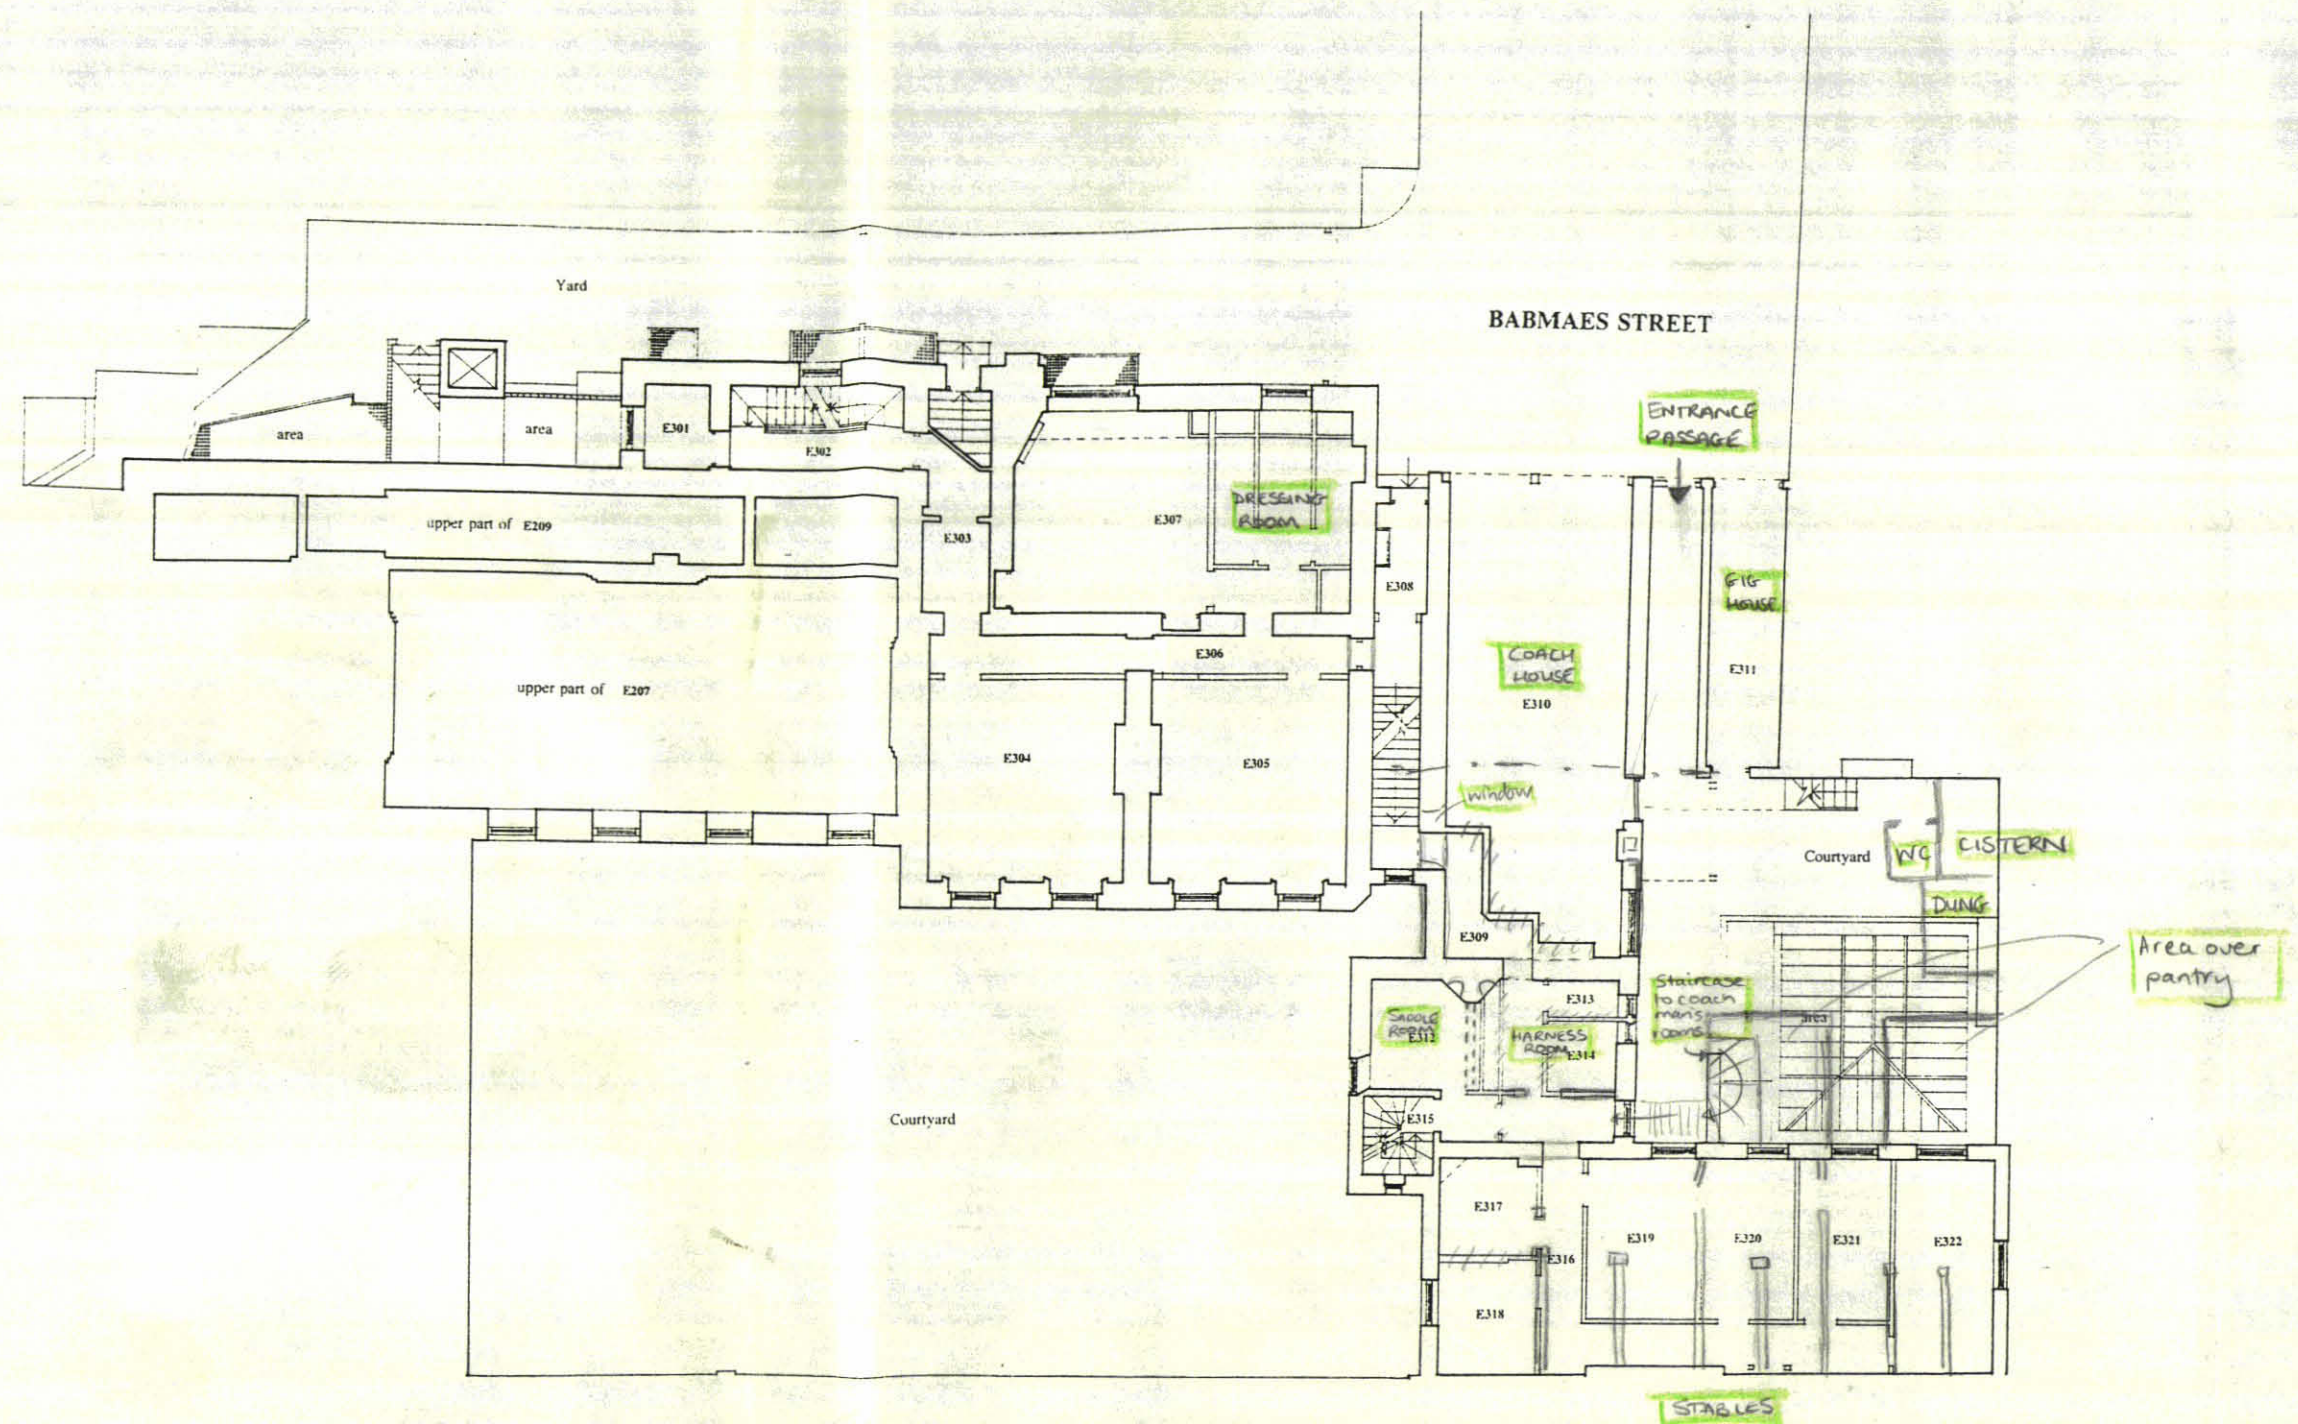 Yard
BABMAES STREET
ENTRANCE
PASSAGE
area
area
E301
E302
upper part of E209
E303
E307
DRESSING
ROOM
E308
GIG
HOUSE
E306
COACH
HOUSE
E310
E311
upper part of E207
E304
E305
window
Courtyard
WC
CISTERN
DUNG
E309
Area over
pantry
SADDLE
ROOM
E312
HARNESS
ROOM
E313
E314
Staircase
to coach
men's
rooms
area
Courtyard
E315
E317
E316
E318
E319
E320
E321
E322
STABLES